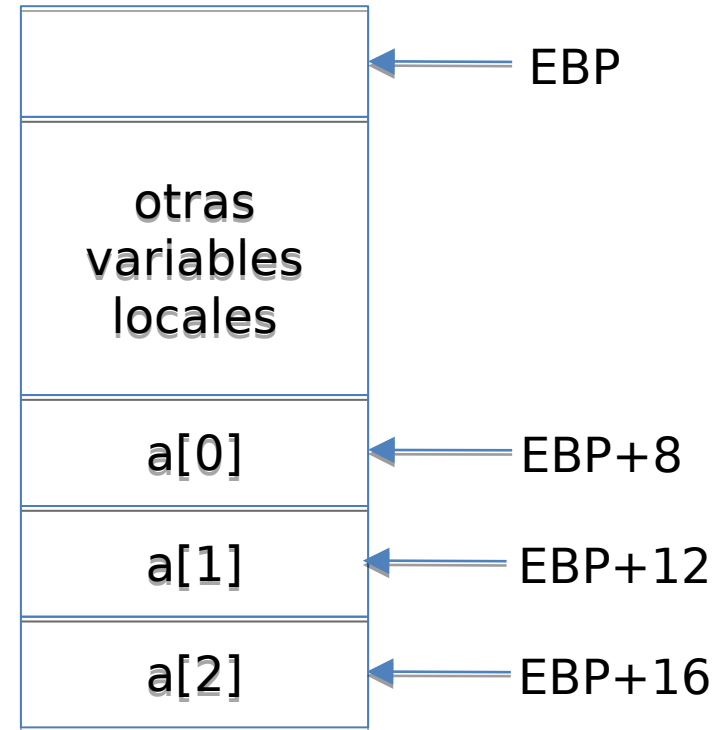 EBP
otras
variables
locales
a[0]
EBP+8
a[1]
EBP+12
a[2]
EBP+16